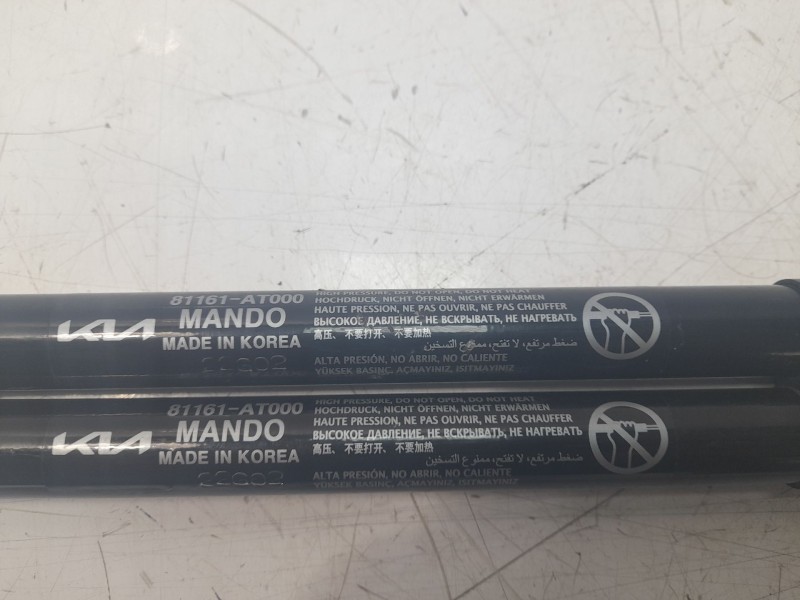 KIA
81161-AT000
MANDO
MADE IN KOREA
HIGH PRESSURE, DO NOT OPEN, DO NOT HEAT
HOCHDRUCK, NICHT ÖFFNEN, NICHT ERWÄRMEN
HAUTE PRESSION, NE PAS OUVRIR, NE PAS CHAUFFER
ВЫСОКОЕ ДАВЛЕНИЕ, НЕ ВСКРЫВАТЬ, НЕ НАГРЕВАТЬ
高压、不要打开、不要加热
ضغط مرتفع، لا تفتح، ممنوع التسخين
ALTA PRESIÓN, NO ABRIR, NO CALIENTE
YÜKSEK BASINÇ, AÇMAYINIZ, ISITMAYINIZ
KIA
81161-AT000
MANDO
MADE IN KOREA
HIGH PRESSURE, DO NOT OPEN, DO NOT HEAT
HOCHDRUCK, NICHT ÖFFNEN, NICHT ERWÄRMEN
HAUTE PRESSION, NE PAS OUVRIR, NE PAS CHAUFFER
ВЫСОКОЕ ДАВЛЕНИЕ, НЕ ВСКРЫВАТЬ, НЕ НАГРЕВАТЬ
高压、不要打开、不要加热
ضغط مرتفع، لا تفتح، ممنوع التسخين
ALTA PRESIÓN, NO ABRIR, NO CALIENTE
YÜKSEK BASINÇ, AÇMAYINIZ, ISITMAYINIZ